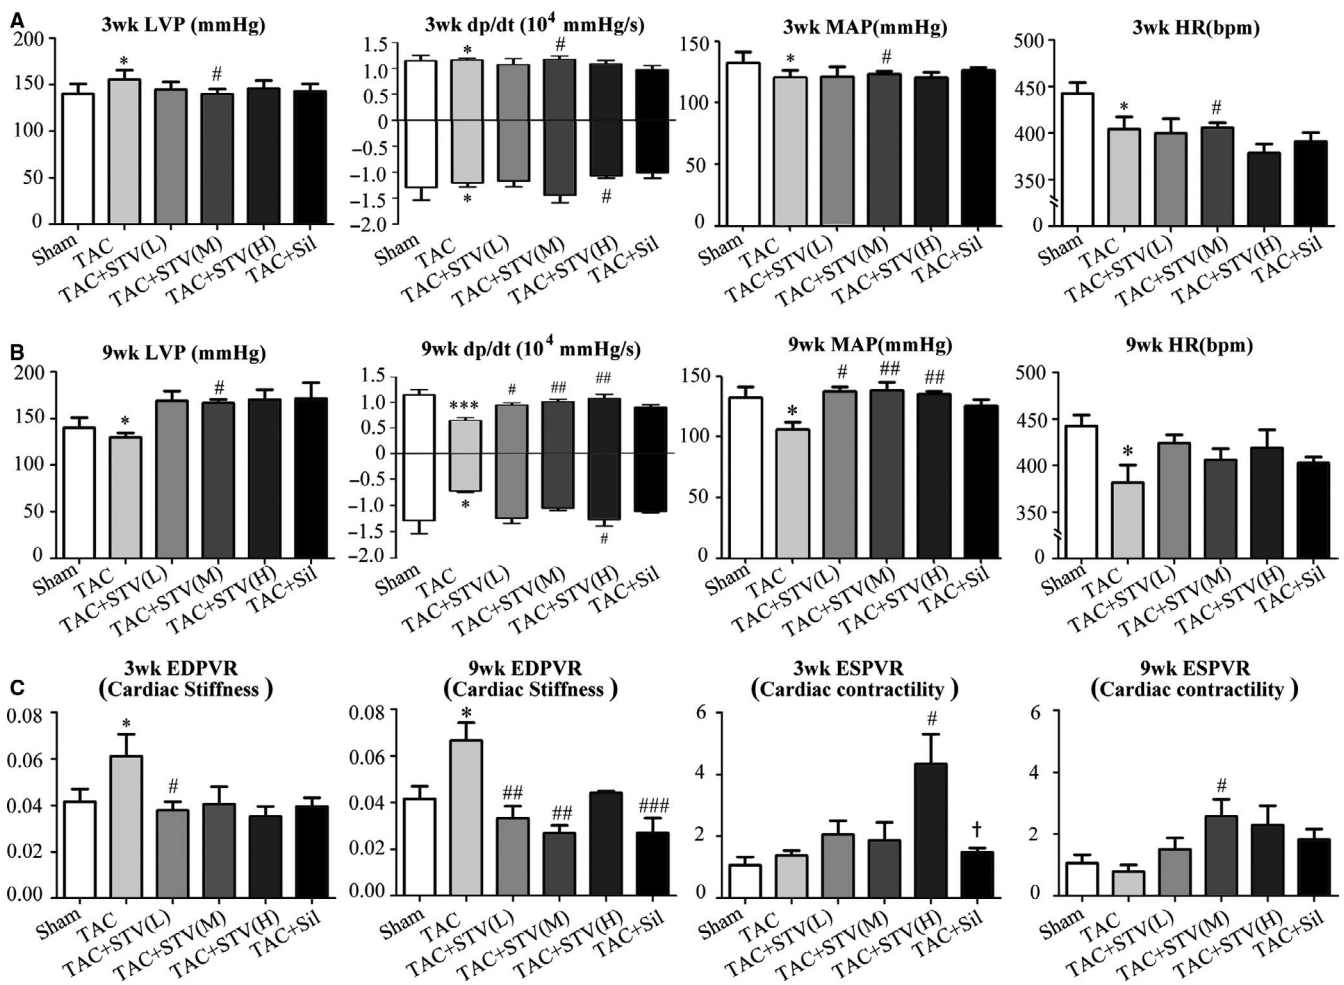 A
3wk LVP (mmHg)
200
150
100
50
0
*
#
Sham
TAC
TAC+STV(L)
TAC+STV(M)
TAC+STV(H)
TAC+Sil
3wk dp/dt (10⁴ mmHg/s)
1.5
1.0
0.5
0
−0.5
−1.0
−1.5
−2.0
*
#
*
#
Sham
TAC
TAC+STV(L)
TAC+STV(M)
TAC+STV(H)
TAC+Sil
3wk MAP(mmHg)
150
100
50
0
*
#
Sham
TAC
TAC+STV(L)
TAC+STV(M)
TAC+STV(H)
TAC+Sil
3wk HR(bpm)
500
450
400
350
0
*
#
Sham
TAC
TAC+STV(L)
TAC+STV(M)
TAC+STV(H)
TAC+Sil
B
9wk LVP (mmHg)
200
150
100
50
0
*
#
Sham
TAC
TAC+STV(L)
TAC+STV(M)
TAC+STV(H)
TAC+Sil
9wk dp/dt (10⁴ mmHg/s)
1.5
1.0
0.5
0
−0.5
−1.0
−1.5
−2.0
***
#
##
##
*
#
Sham
TAC
TAC+STV(L)
TAC+STV(M)
TAC+STV(H)
TAC+Sil
9wk MAP(mmHg)
150
100
50
0
*
#
##
##
Sham
TAC
TAC+STV(L)
TAC+STV(M)
TAC+STV(H)
TAC+Sil
9wk HR(bpm)
500
450
400
350
0
*
Sham
TAC
TAC+STV(L)
TAC+STV(M)
TAC+STV(H)
TAC+Sil
C
3wk EDPVR
(Cardiac Stiffness)
0.08
0.06
0.04
0.02
0.00
*
#
Sham
TAC
TAC+STV(L)
TAC+STV(M)
TAC+STV(H)
TAC+Sil
9wk EDPVR
(Cardiac Stiffness)
0.08
0.06
0.04
0.02
0.00
*
##
##
###
Sham
TAC
TAC+STV(L)
TAC+STV(M)
TAC+STV(H)
TAC+Sil
3wk ESPVR
(Cardiac contractility)
6
4
2
0
#
†
Sham
TAC
TAC+STV(L)
TAC+STV(M)
TAC+STV(H)
TAC+Sil
9wk ESPVR
(Cardiac contractility)
6
4
2
0
#
Sham
TAC
TAC+STV(L)
TAC+STV(M)
TAC+STV(H)
TAC+Sil